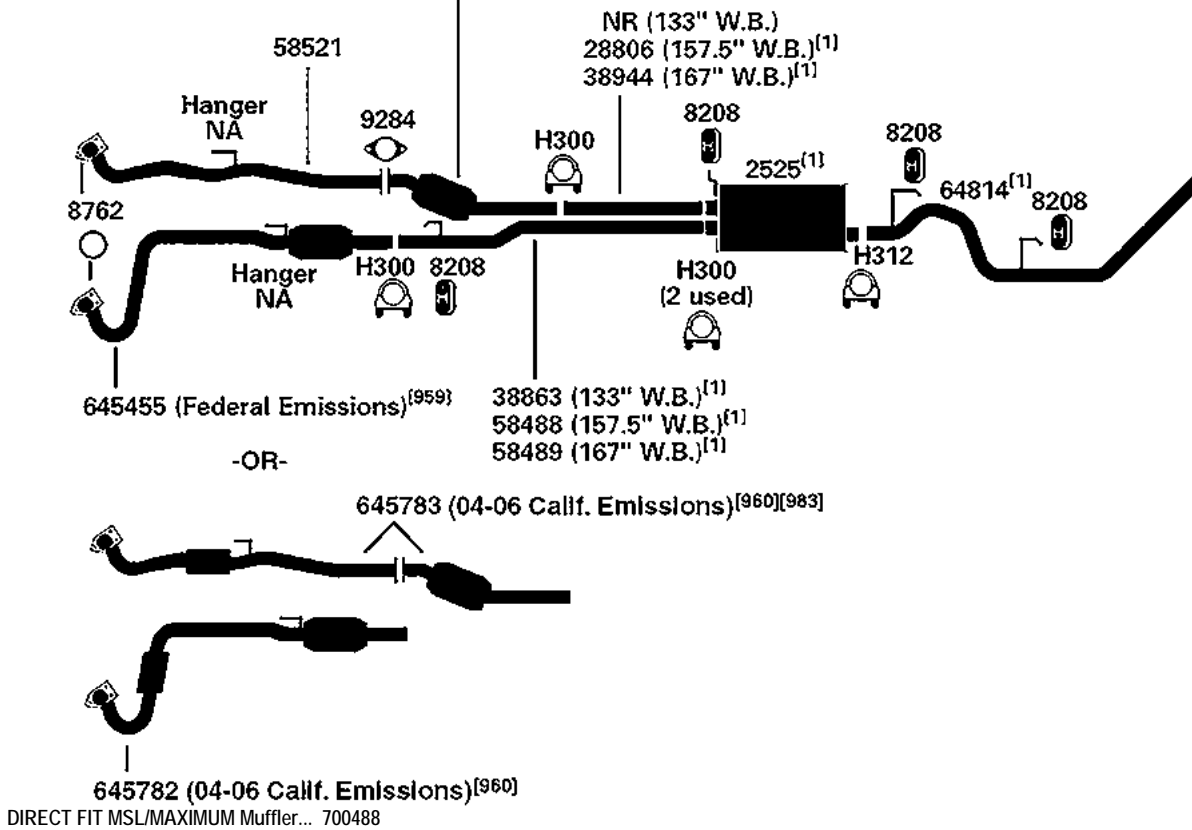 NR (133" W.B.)
28806 (157.5" W.B.)[1]
38944 (167" W.B.)[1]
58521
Hanger
NA
9284
H300
8208
8208
2525[1]
64814[1]
8208
8762
Hanger
NA
H300
8208
H300
(2 used)
H312
645455 (Federal Emissions)[959]
38863 (133" W.B.)[1]
58488 (157.5" W.B.)[1]
58489 (167" W.B.)[1]
-OR-
645783 (04-06 Calif. Emissions)[960][983]
645782 (04-06 Calif. Emissions)[960]
DIRECT FIT MSL/MAXIMUM Muffler... 700488